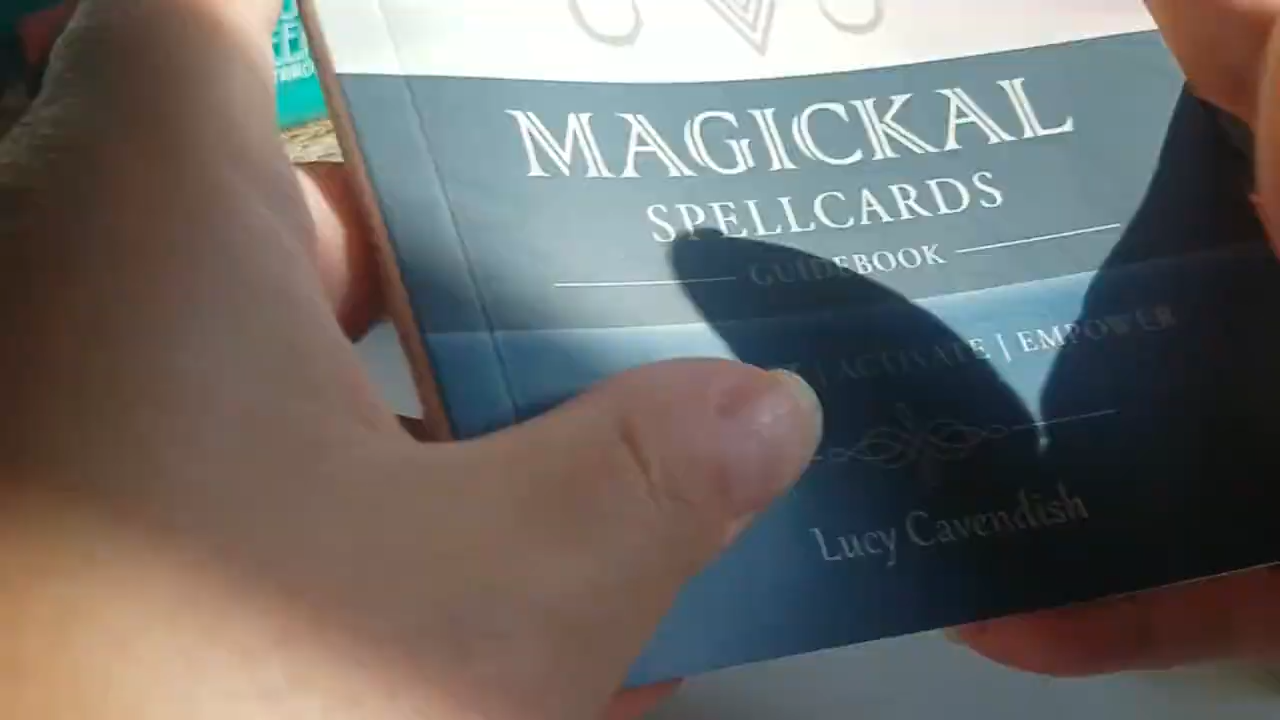 MAGICKAL
SPELLCARDS
GUIDEBOOK
ACTIVATE | EMPOWER
Lucy Cavendish